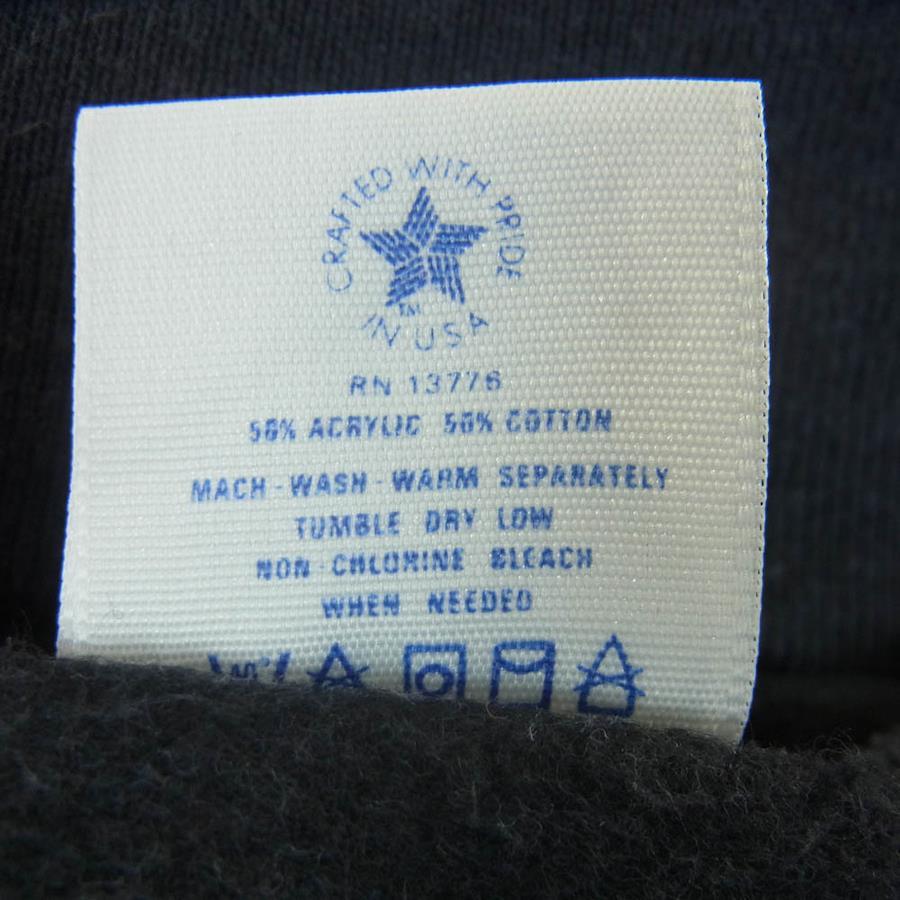 CRAFTED WITH PRIDE
TM
IN USA
RN 13776
50% ACRYLIC 50% COTTON
MACH-WASH-WARM SEPARATELY
TUMBLE DRY LOW
NON-CHLORINE BLEACH
WHEN NEEDED